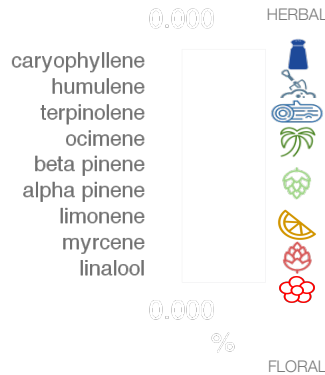 0.000
HERBAL
caryophyllene
humulene
terpinolene
ocimene
beta pinene
alpha pinene
limonene
myrcene
linalool
0.000
%
FLORAL